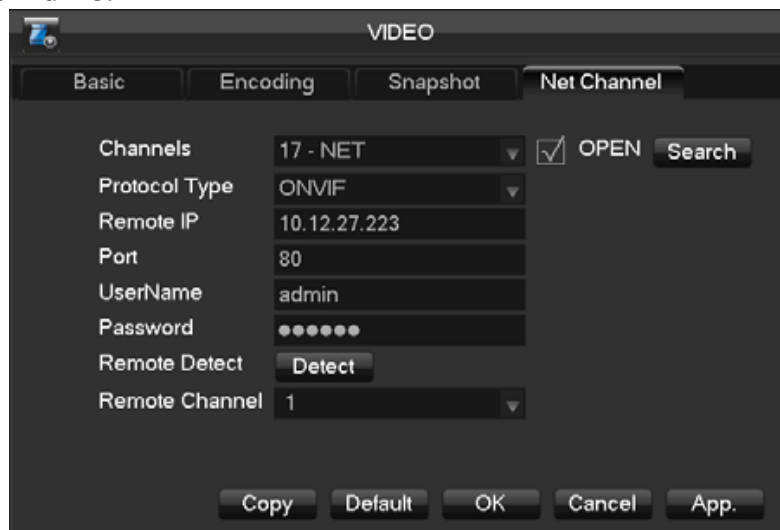 VIDEO
Basic Encoding Snapshot Net Channel
Channels 17 - NET OPEN Search
Protocol Type ONVIF
Remote IP 10.12.27.223
Port 80
UserName admin
Password ●●●●●●
Remote Detect Detect
Remote Channel 1
Copy Default OK Cancel App.